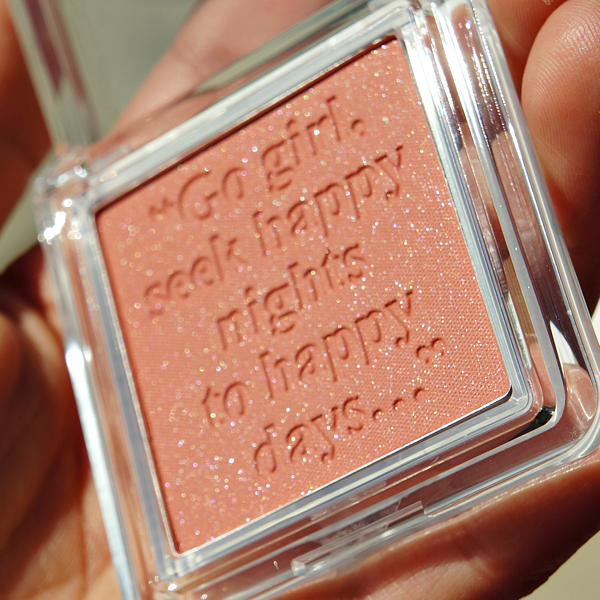 “Go girl,
seek happy
nights
to happy
days...”